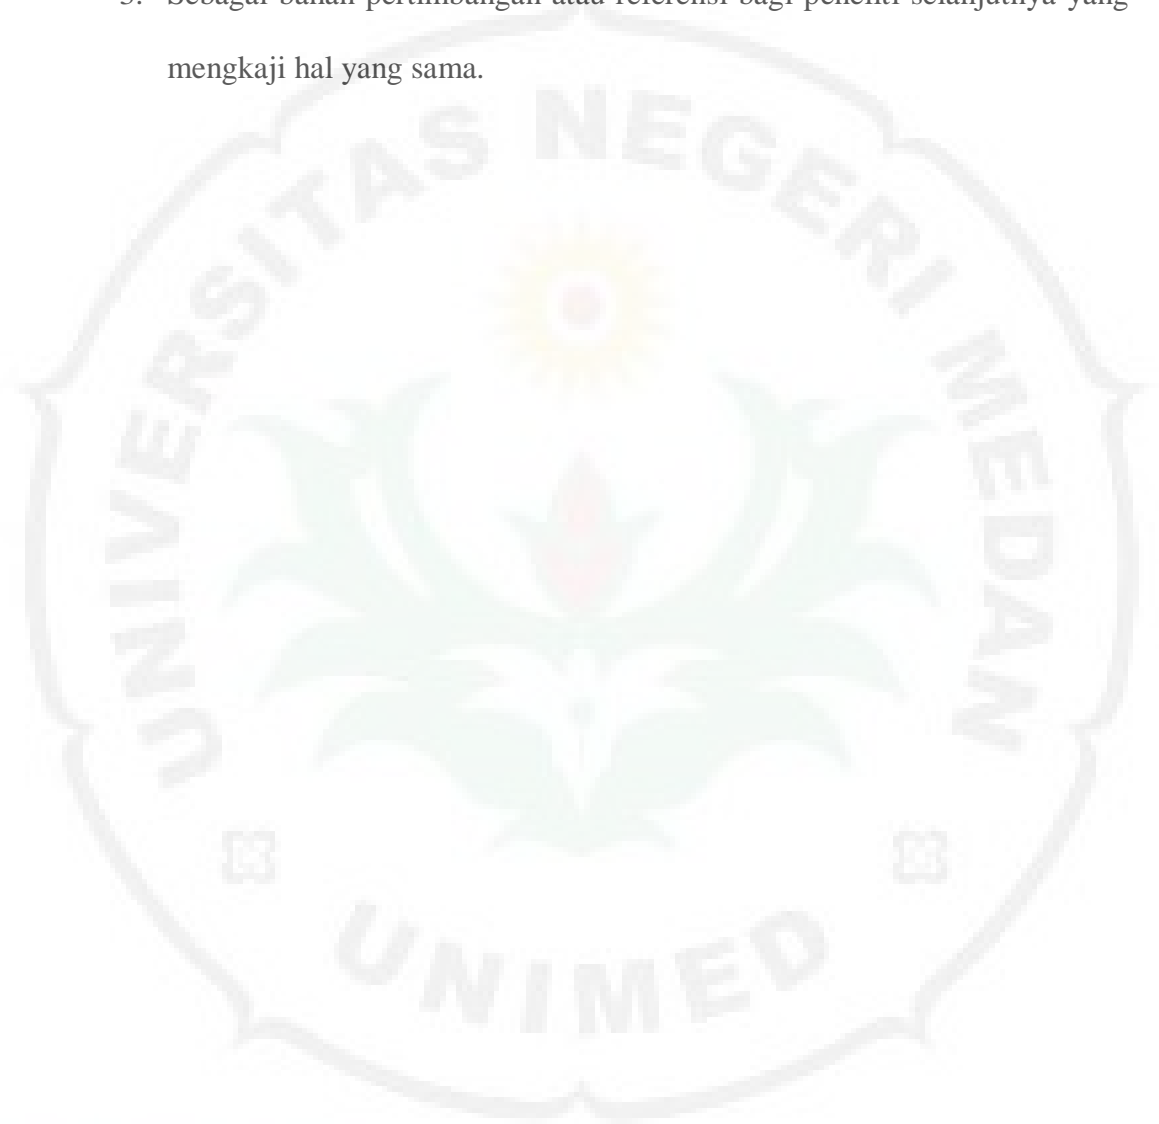 3. Sebagai bahan pertimbangan atau referensi bagi peneliti selanjutnya yang
mengkaji hal yang sama.
UNIVERSITAS NEGERI MEDAN
UNIMED